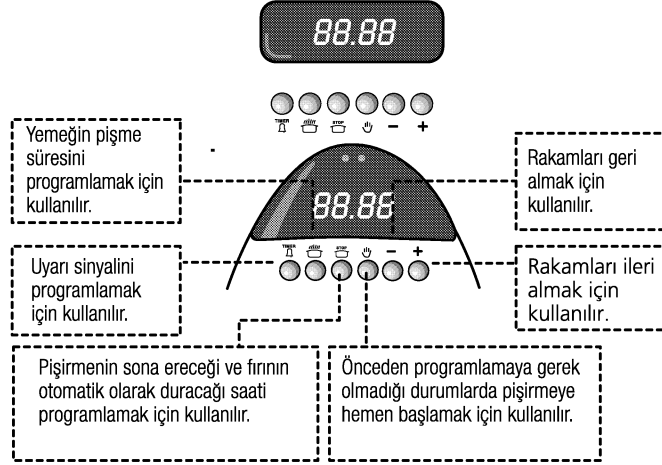 88.88
TIMER
STOP
− +
Yemeğin pişme
süresini
programlamak için
kullanılır.
Rakamları geri
almak için
kullanılır.
88.88
TIMER
STOP
− +
Uyarı sinyalini
programlamak
için kullanılır.
Rakamları ileri
almak için
kullanılır.
Pişirmenin sona ereceği ve fırının
otomatik olarak duracağı saati
programlamak için kullanılır.
Önceden programlamaya gerek
olmadığı durumlarda pişirmeye
hemen başlamak için kullanılır.